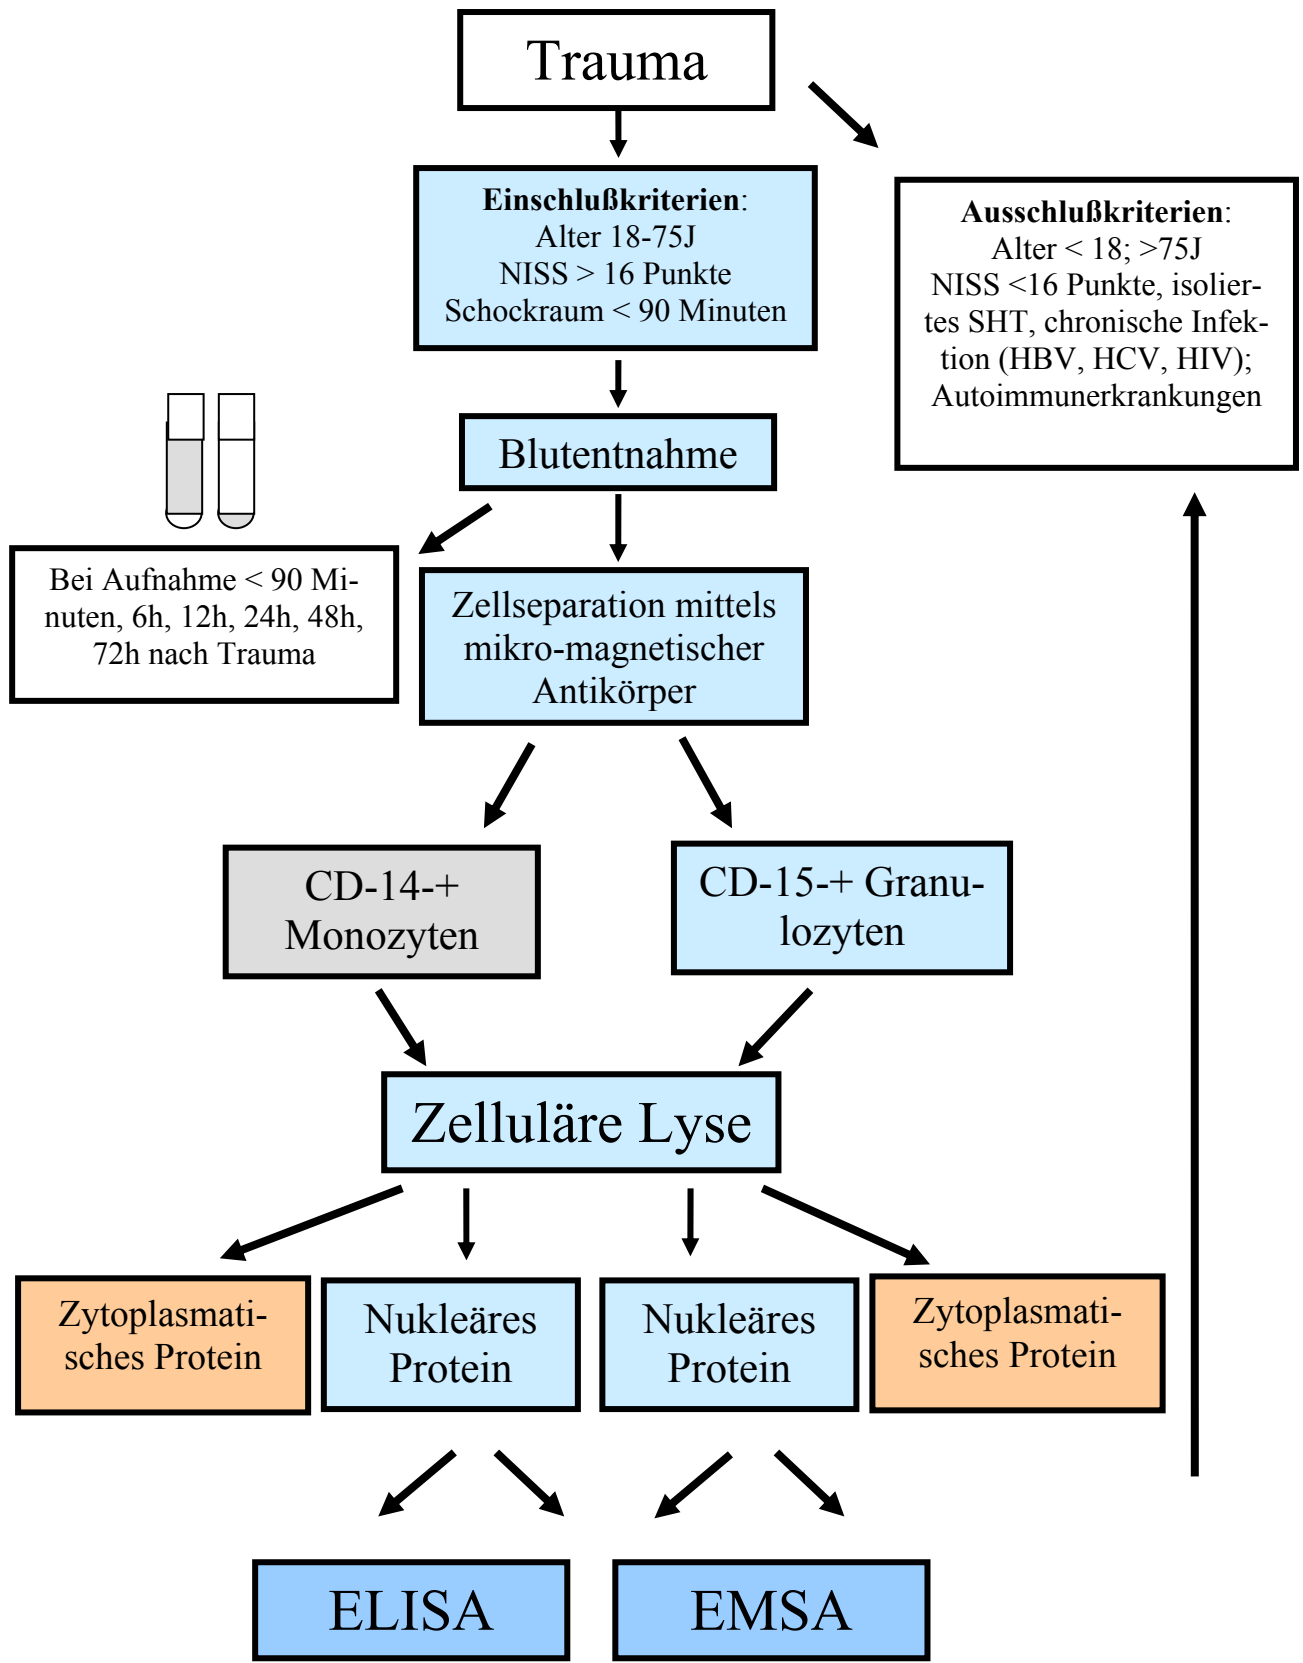 Trauma
Einschlußkriterien:
Alter 18-75J
NISS > 16 Punkte
Schockraum < 90 Minuten
Ausschlußkriterien:
Alter < 18; >75J
NISS <16 Punkte, isolier-
tes SHT, chronische Infek-
tion (HBV, HCV, HIV);
Autoimmunerkrankungen
Blutentnahme
Bei Aufnahme < 90 Mi-
nuten, 6h, 12h, 24h, 48h,
72h nach Trauma
Zellseparation mittels
mikro-magnetischer
Antikörper
CD-14-+
Monozyten
CD-15-+ Granu-
lozyten
Zelluläre Lyse
Zytoplasmati-
sches Protein
Nukleäres
Protein
Nukleäres
Protein
Zytoplasmati-
sches Protein
ELISA
EMSA